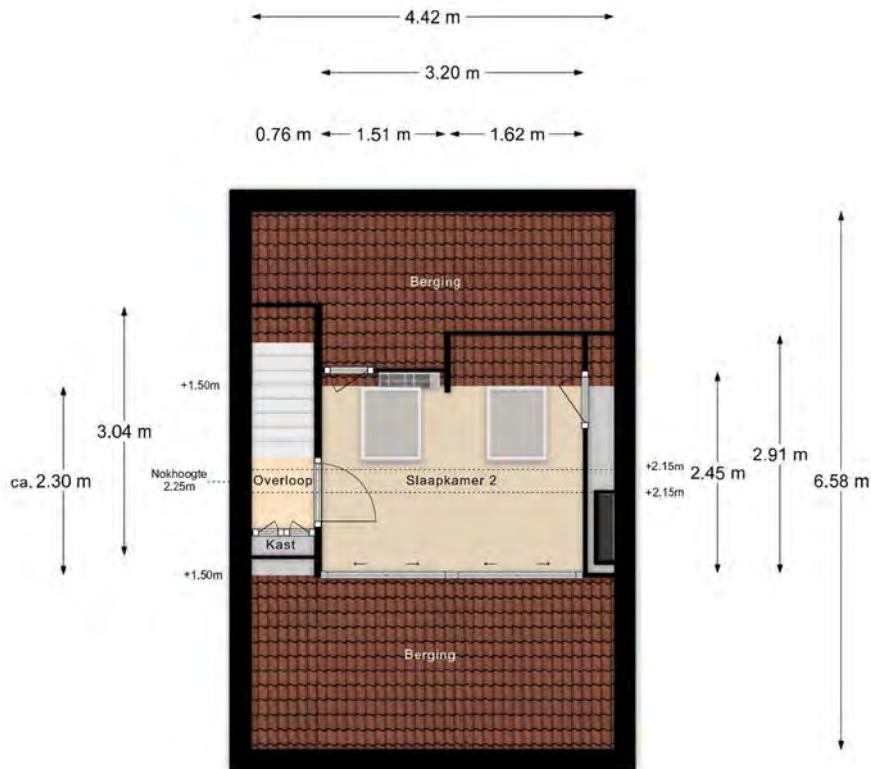 4.42 m
3.20 m
0.76 m 1.51 m 1.62 m
Berging
+1.50m
3.04 m
ca. 2.30 m
Nokhoogte
2.25m
Overloop
Slaapkamer 2
+2.15m
+2,15m
2.45 m
2.91 m
6.58 m
Kast
+1.50m
Berging